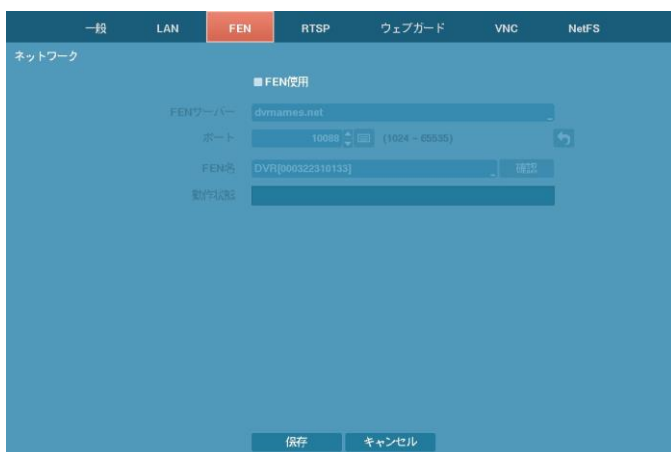 一般 LAN FEN RTSP ウェブガード VNC NetFS
ネットワーク
FEN使用
FENサーバー dvrnames.net
ポート 10088 (1024 ~ 65535)
FEN名 DVR[000322310133] 確認
動作状態
保存 キャンセル